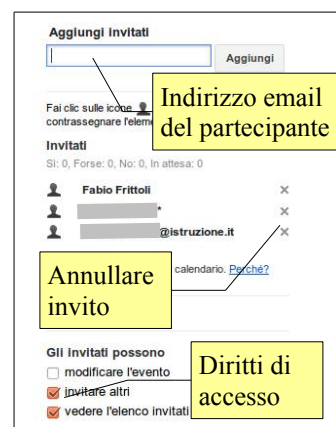 Aggiungi invitati
Aggiungi
Indirizzo email
del partecipante
Fai clic sulle icone
contrassegnare
Invitati
Sì: 0, Forse: 0, No: 0, In attesa: 0
Fabio Frittoli ×
* ×
@istruzione.it ×
Annullare
invito
calendario. Perché?
Gli invitati possono
modificare l'evento
invitare altri
vedere l'elenco invitati
Diritti di
accesso